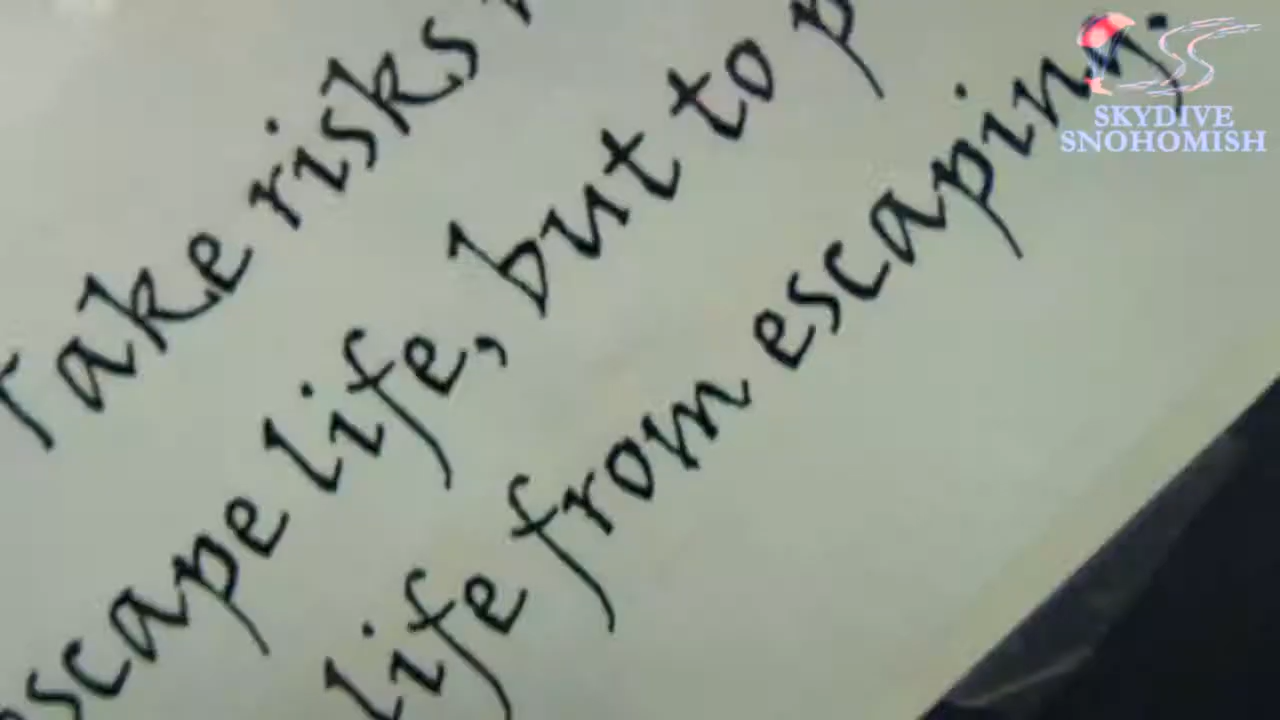 Take risks
escape life, but to p
life from escaping.
SKYDIVE
SNOHOMISH